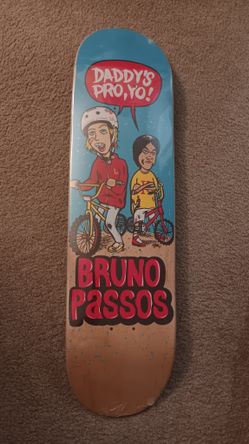 DADDY'S
PRO, YO!
BRUNO
PaSSOS